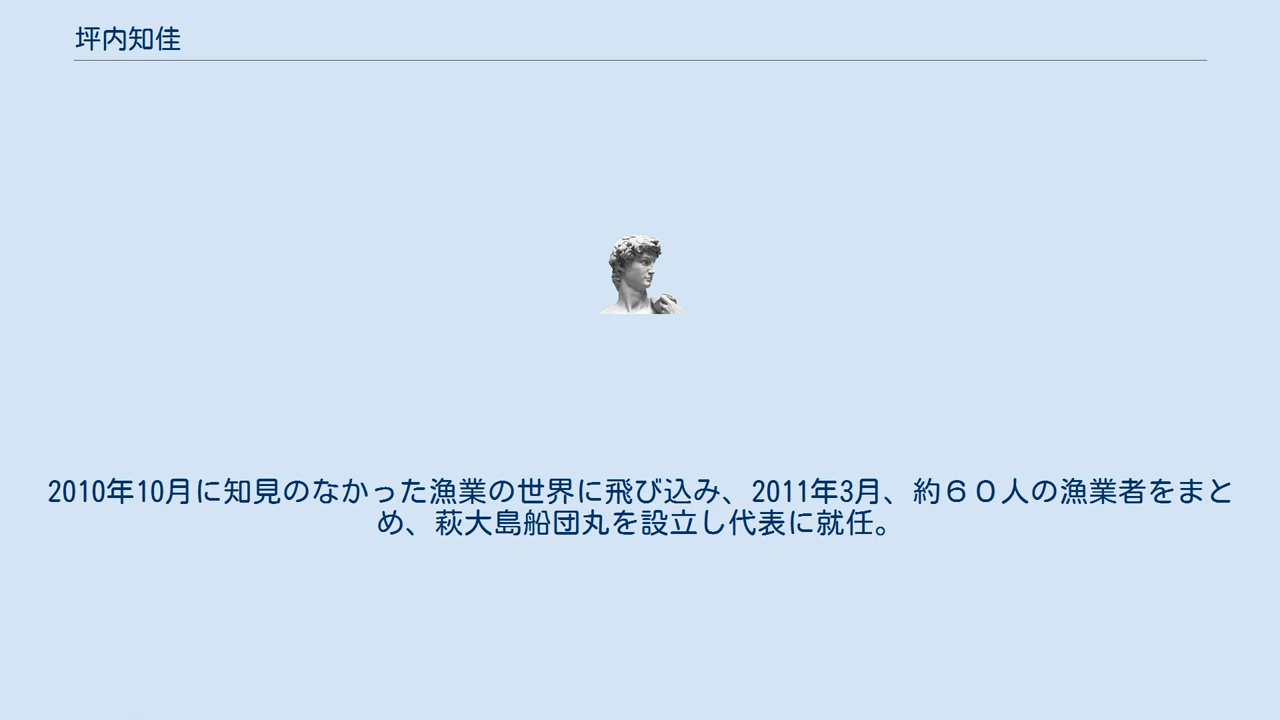 坪内知佳
2010年10月に知見のなかった漁業の世界に飛び込み、2011年3月、約６０人の漁業者をまと
め、萩大島船団丸を設立し代表に就任。